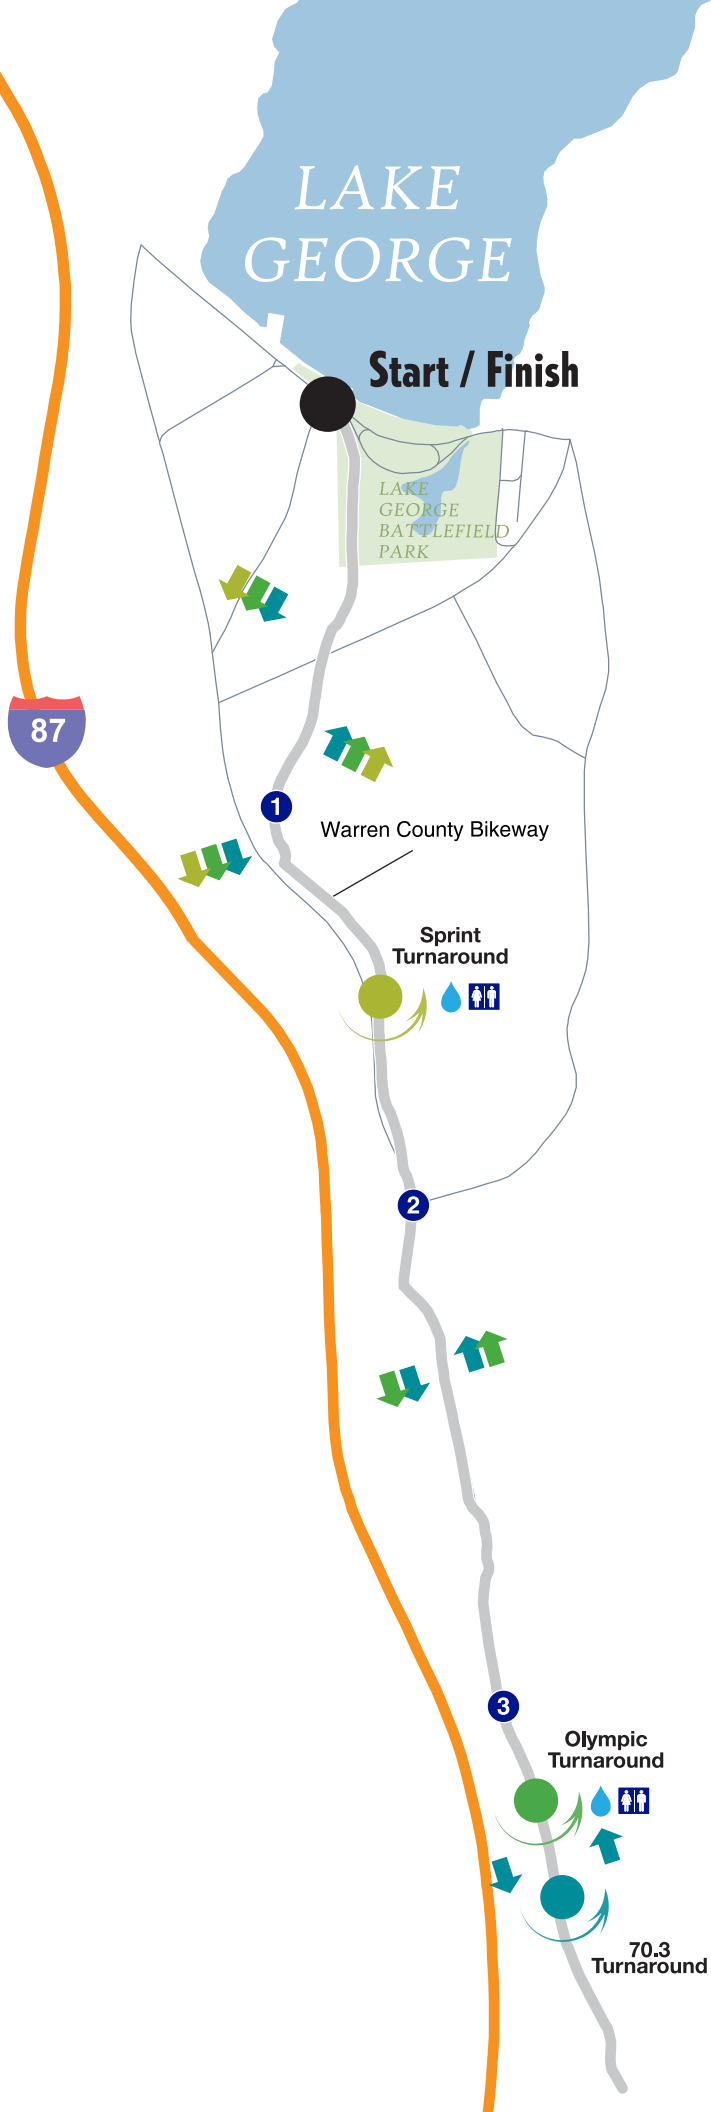 LAKE
GEORGE
Start / Finish
LAKE
GEORGE
BATTLEFIELD
PARK
87
1
Warren County Bikeway
Sprint
Turnaround
2
3
Olympic
Turnaround
70.3
Turnaround